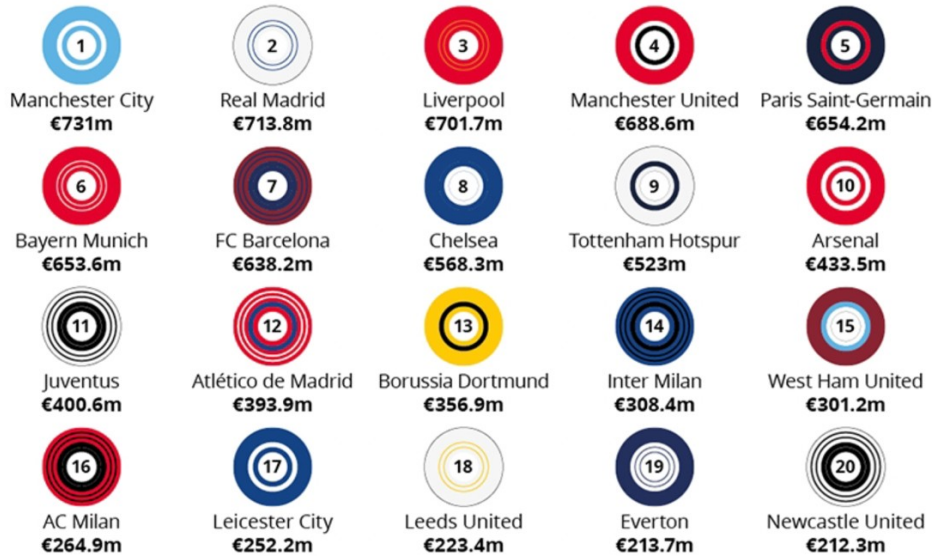 1 2 3 4 5
Manchester City Real Madrid Liverpool Manchester United Paris Saint-Germain
€731m €713.8m €701.7m €688.6m €654.2m
6 7 8 9 10
Bayern Munich FC Barcelona Chelsea Tottenham Hotspur Arsenal
€653.6m €638.2m €568.3m €523m €433.5m
11 12 13 14 15
Juventus Atlético de Madrid Borussia Dortmund Inter Milan West Ham United
€400.6m €393.9m €356.9m €308.4m €301.2m
16 17 18 19 20
AC Milan Leicester City Leeds United Everton Newcastle United
€264.9m €252.2m €223.4m €213.7m €212.3m